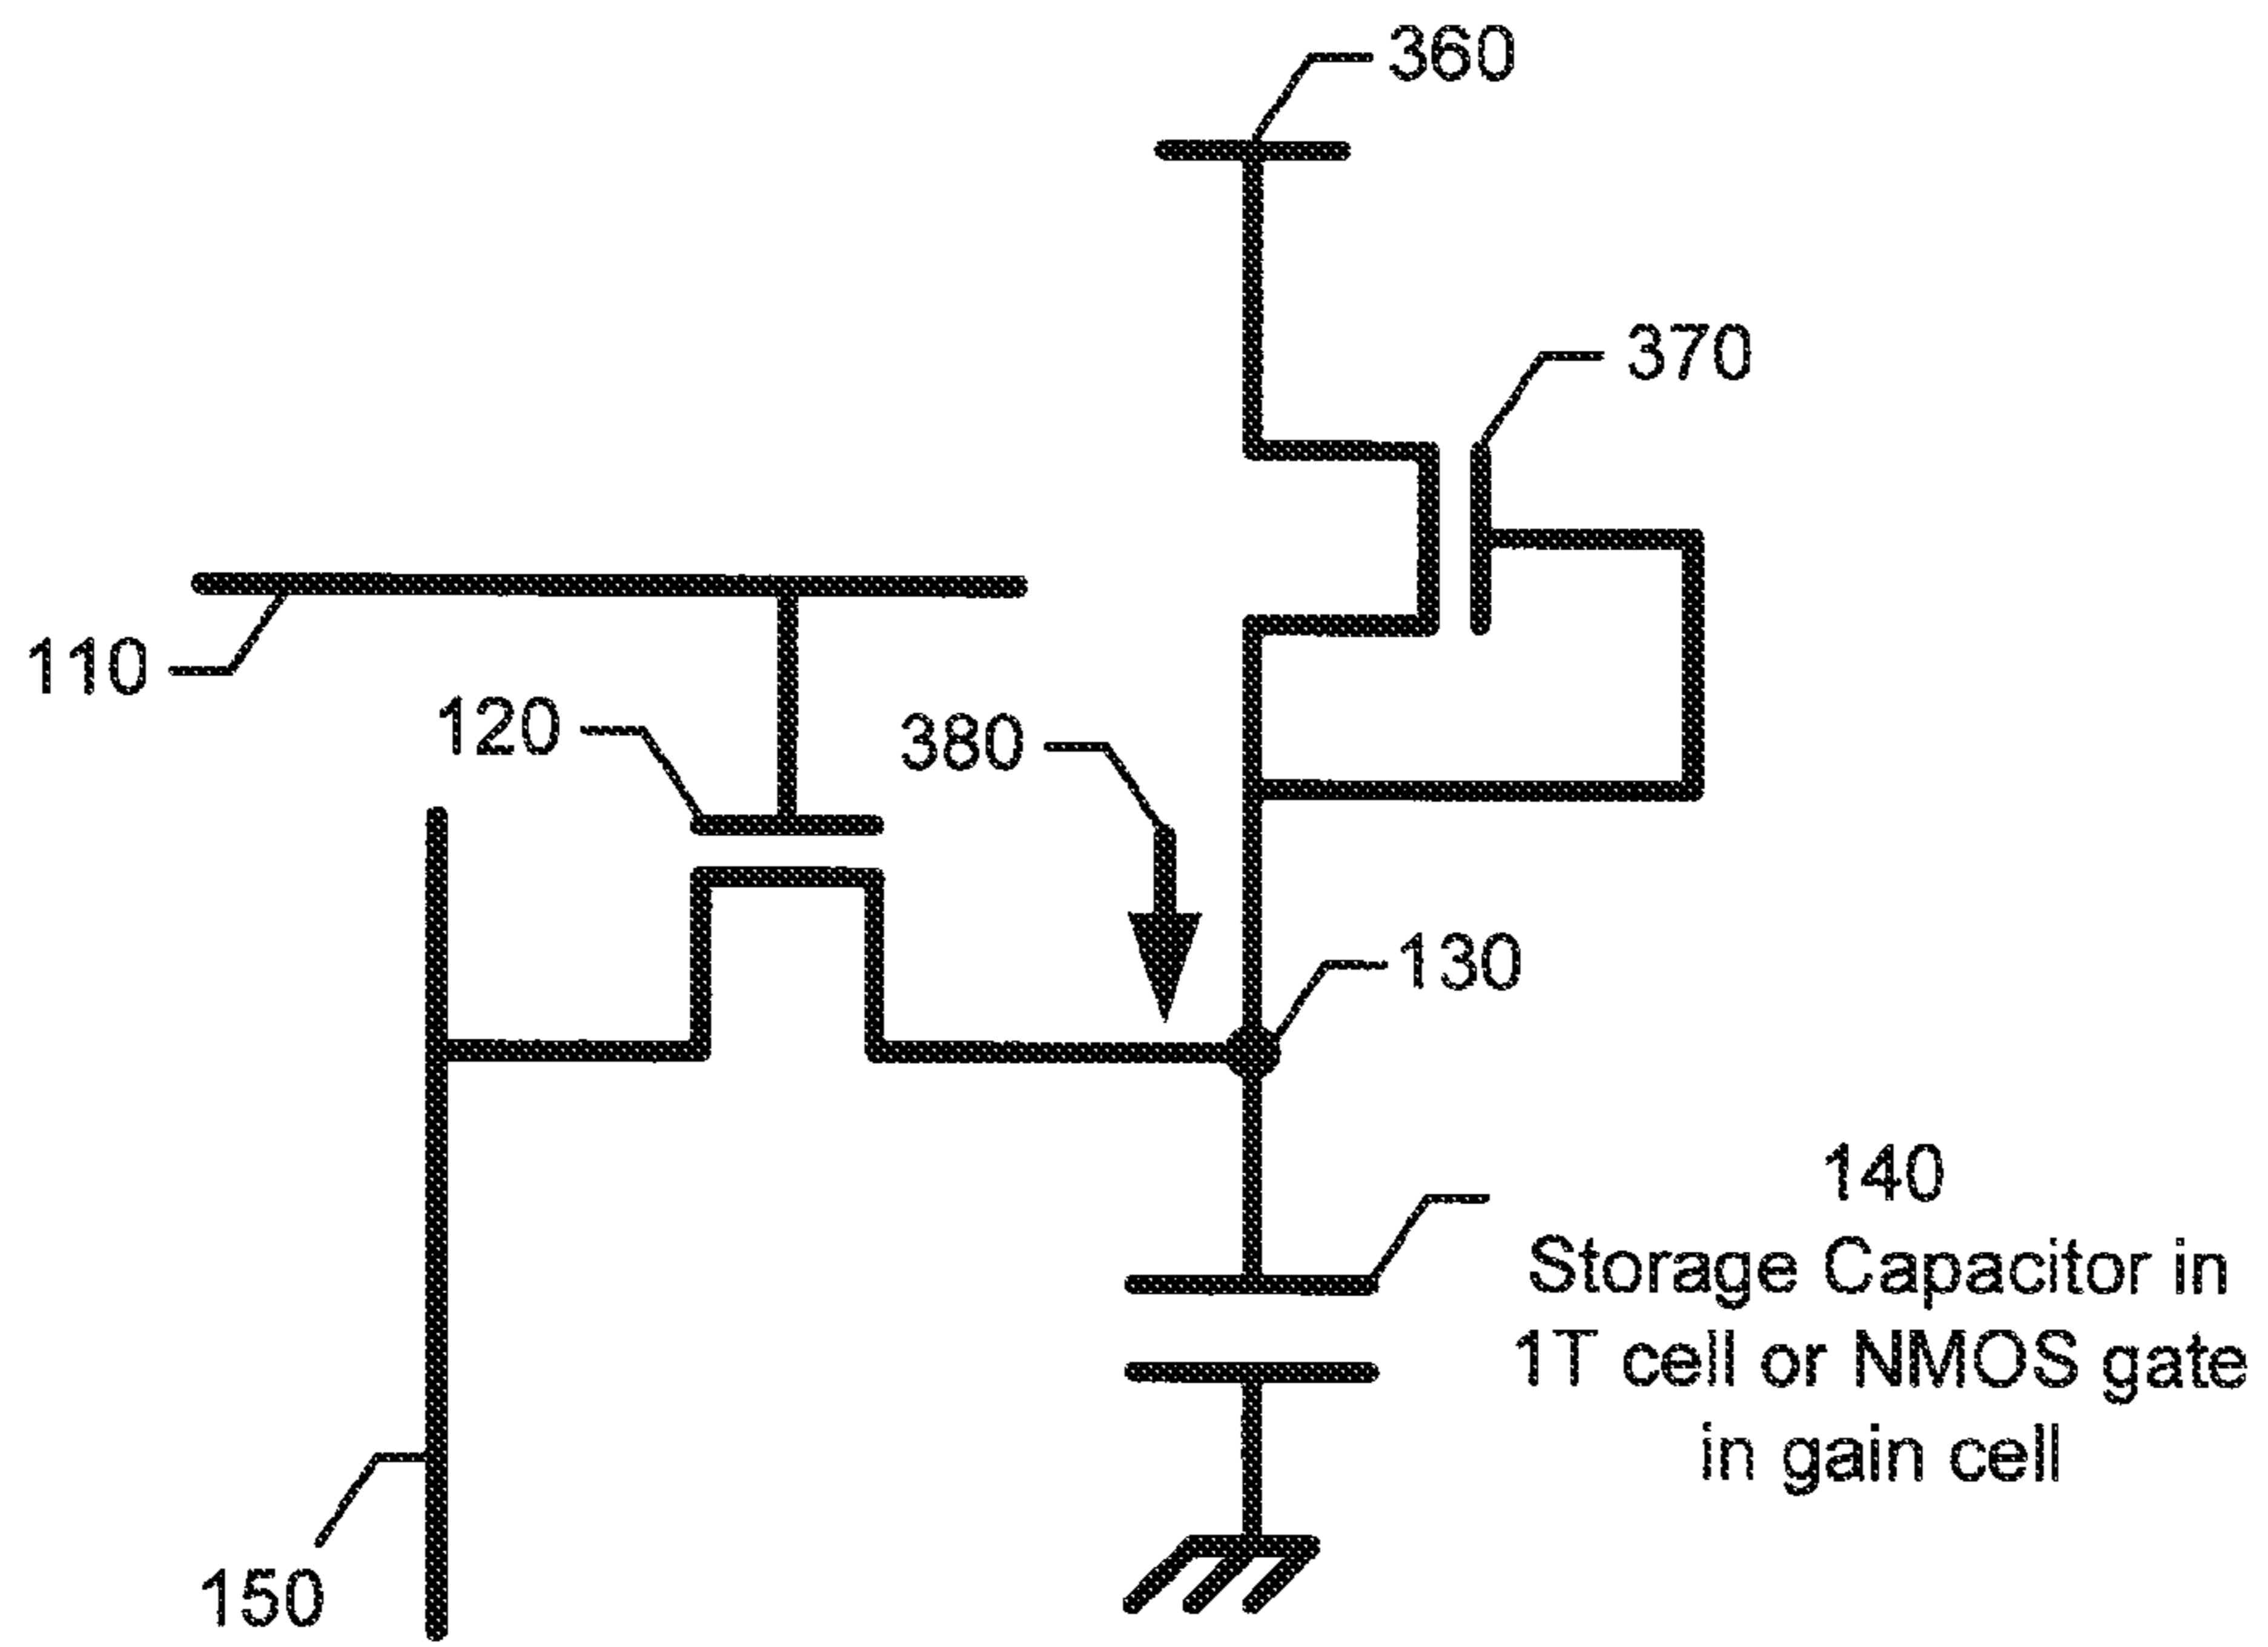 360
370
110
120
380
130
140
Storage Capacitor in
1T cell or NMOS gate
in gain cell
150